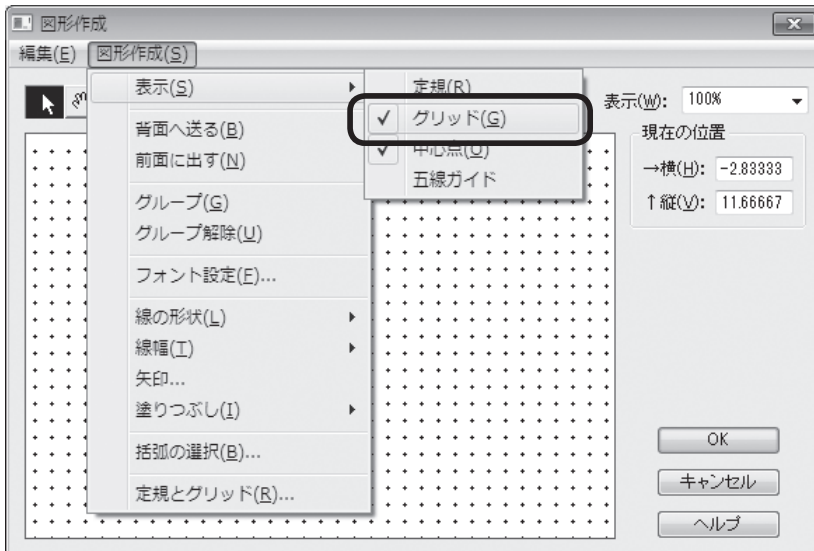 図形作成
編集(E) 図形作成(S)
表示(S)
背面へ送る(B)
前面に出す(N)
グループ(G)
グループ解除(U)
フォント設定(F)...
線の形状(L)
線幅(T)
矢印...
塗りつぶし(I)
括弧の選択(B)...
定規とグリッド(R)...
定規(R)
グリッド(G)
中心点(O)
五線ガイド
表示(W): 100%
現在の位置
→横(H): -2.83333
↑縦(V): 11.66667
OK
キャンセル
ヘルプ